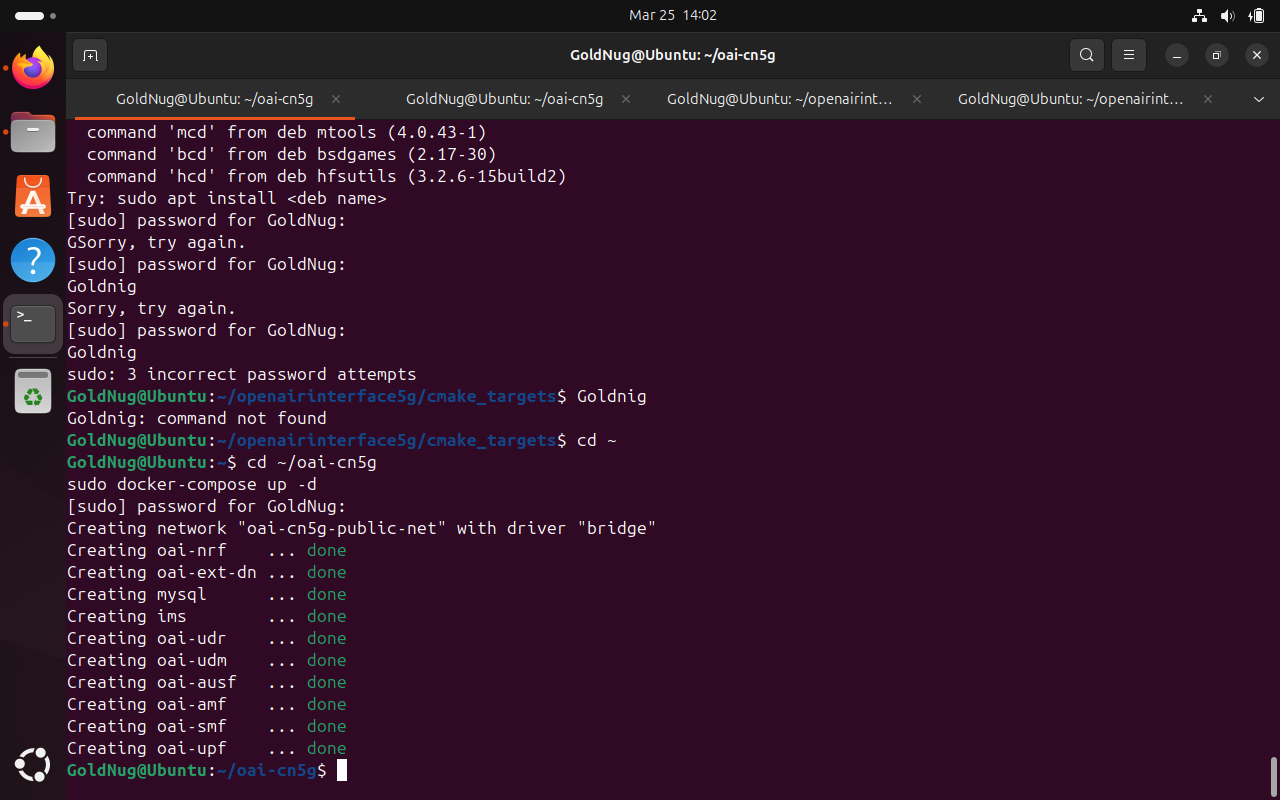 Mar 25 14:02
GoldNug@Ubuntu: ~/oai-cn5g
GoldNug@Ubuntu: ~/oai-cn5g
GoldNug@Ubuntu: ~/oai-cn5g
GoldNug@Ubuntu: ~/openairint…
GoldNug@Ubuntu: ~/openairint…
command 'mcd' from deb mtools (4.0.43-1)
command 'bcd' from deb bsdgames (2.17-30)
command 'hcd' from deb hfsutils (3.2.6-15build2)
Try: sudo apt install <deb name>
[sudo] password for GoldNug:
GSorry, try again.
[sudo] password for GoldNug:
Goldnig
Sorry, try again.
[sudo] password for GoldNug:
Goldnig
sudo: 3 incorrect password attempts
GoldNug@Ubuntu:~/openairinterface5g/cmake_targets$ Goldnig
Goldnig: command not found
GoldNug@Ubuntu:~/openairinterface5g/cmake_targets$ cd ~
GoldNug@Ubuntu:~$ cd ~/oai-cn5g
sudo docker-compose up -d
[sudo] password for GoldNug:
Creating network "oai-cn5g-public-net" with driver "bridge"
Creating oai-nrf    ... done
Creating oai-ext-dn ... done
Creating mysql      ... done
Creating ims        ... done
Creating oai-udr    ... done
Creating oai-udm    ... done
Creating oai-ausf   ... done
Creating oai-amf    ... done
Creating oai-smf    ... done
Creating oai-upf    ... done
GoldNug@Ubuntu:~/oai-cn5g$